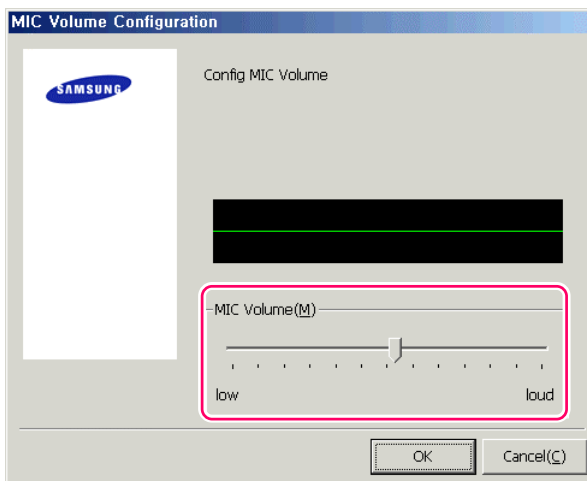 MIC Volume Configuration
SAMSUNG
Config MIC Volume
MIC Volume(M)
low loud
OK Cancel(C)